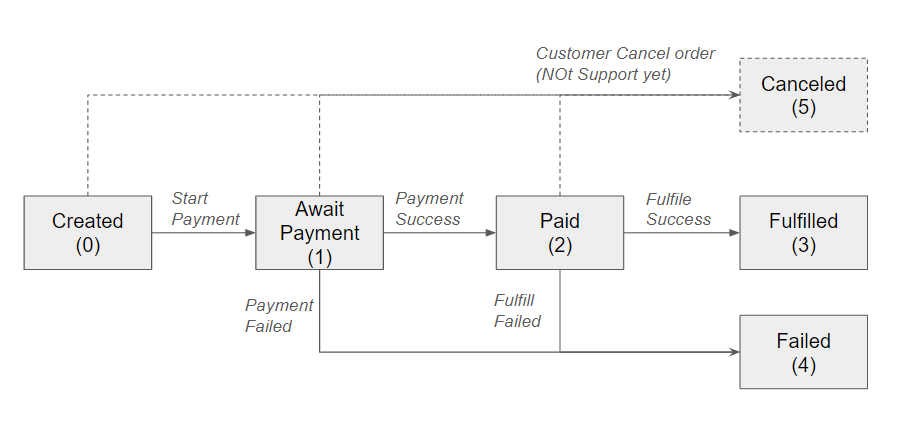 Customer Cancel order
(NOt Support yet)
Canceled
(5)
Start
Payment
Payment
Success
Fulfile
Success
Created
(0)
Await
Payment
(1)
Paid
(2)
Fulfilled
(3)
Payment
Failed
Fulfill
Failed
Failed
(4)